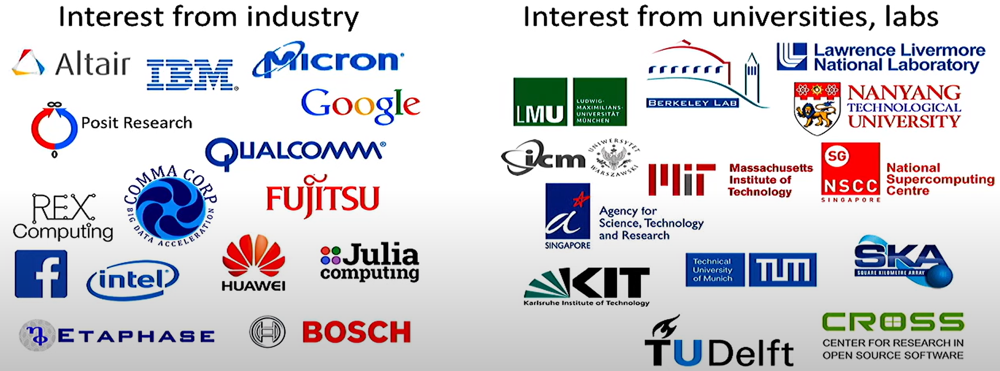 Interest from industry
Altair
IBM®
Micron
Google
∞
Posit Research
0
QUALCOMM®
COMMA CORP
BIG DATA ACCELERATION
FUJITSU
REX
Computing
f
intel
HUAWEI
Julia
computing
ηφ ETAPHASE
BOSCH
Interest from universities, labs
LMU
LUDWIG-
MAXIMILIANS-
UNIVERSITÄT
MÜNCHEN
BERKELEY LAB
Lawrence Livermore
National Laboratory
NANYANG
TECHNOLOGICAL
UNIVERSITY
icm
UNIWERSYTET
WARSZAWSKI
MIT
Massachusetts
Institute of
Technology
SG
NSCC
SINGAPORE
National
Supercomputing
Centre
a
SINGAPORE
Agency for
Science, Technology
and Research
KIT
Karlsruhe Institute of Technology
Technical
University
of Munich
TUM
SKA
SQUARE KILOMETRE ARRAY
TUDelft
CROSS
CENTER FOR RESEARCH IN
OPEN SOURCE SOFTWARE